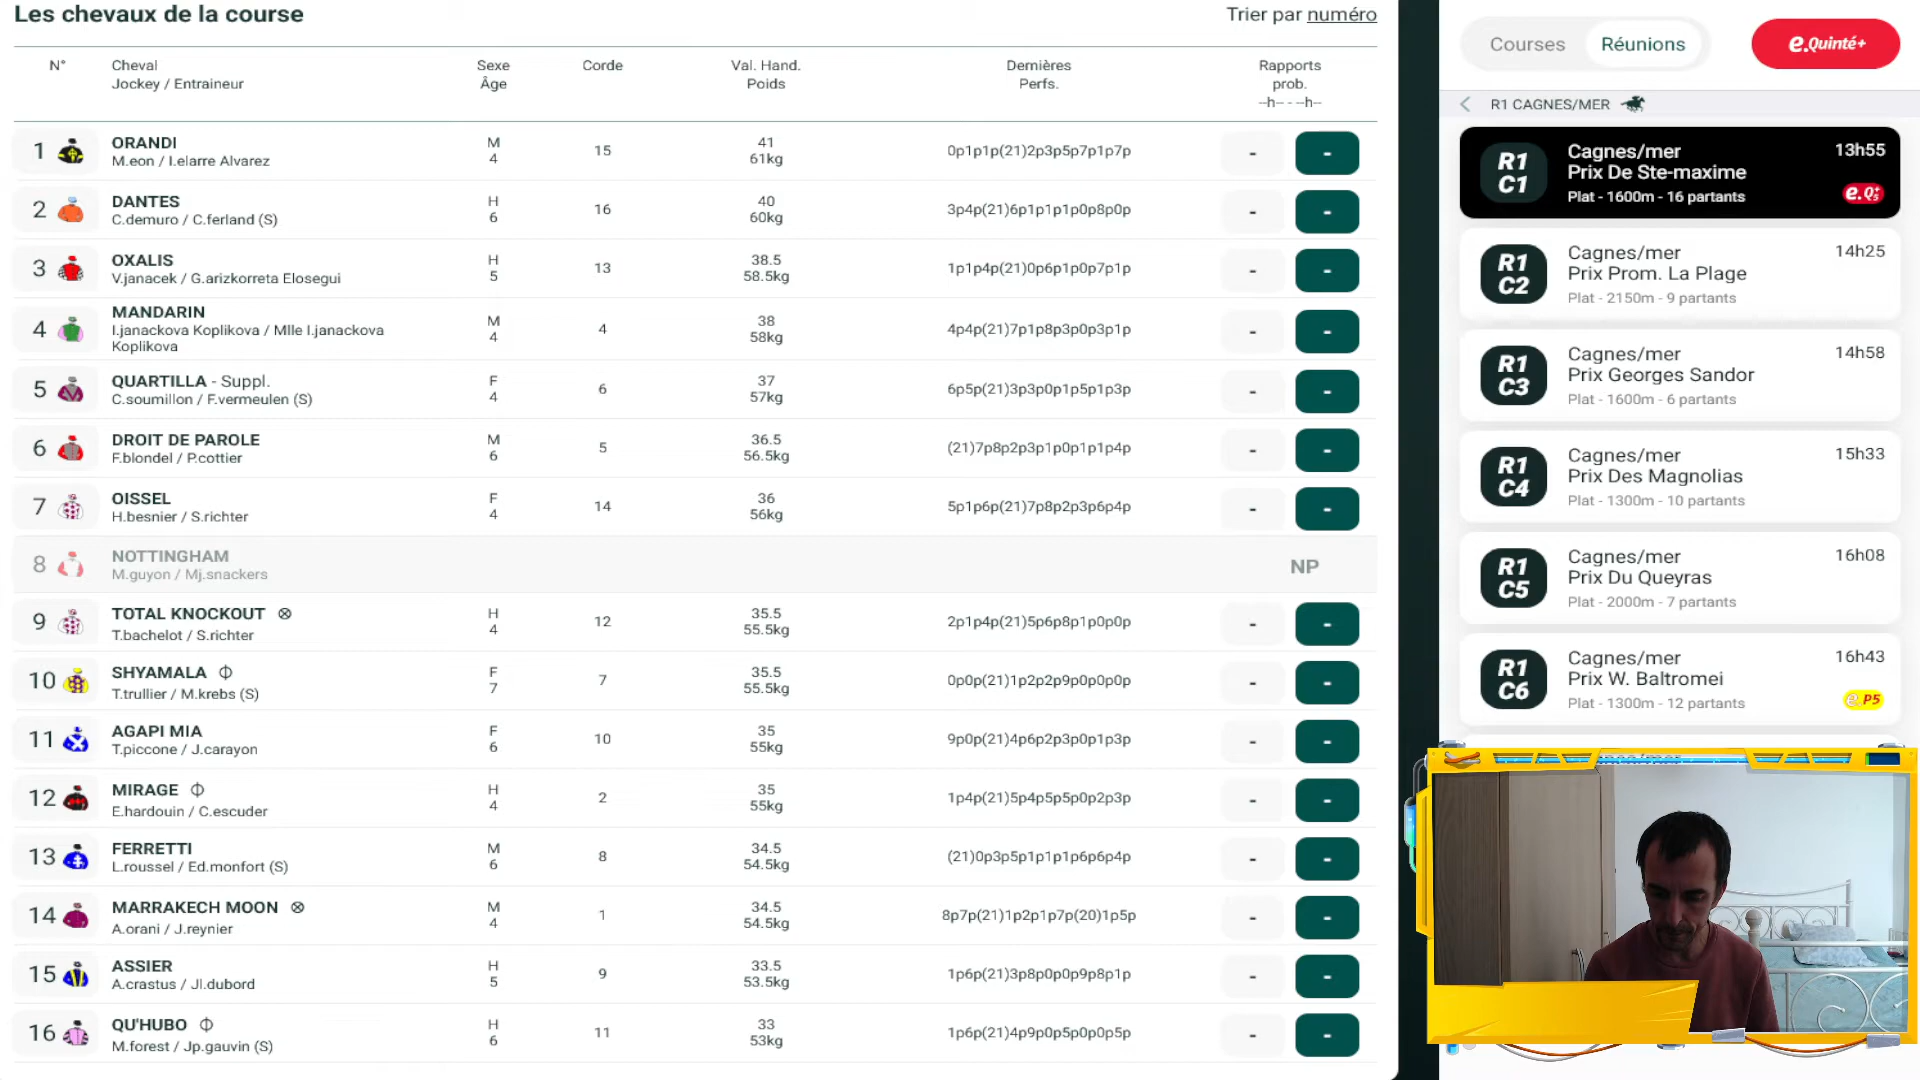 Les chevaux de la course
Trier par numéro
N°
Cheval
Jockey / Entraineur
Sexe
Âge
Corde
Val. Hand.
Poids
Dernières
Perfs.
Rapports
prob.
--h-- - --h--
1
ORANDI
M.eon / I.elarre Alvarez
M
4
15
41
61kg
0p1p1p(21)2p3p5p7p1p7p
-
-
2
DANTES
C.demuro / C.ferland (S)
H
6
16
40
60kg
3p4p(21)6p1p1p1p0p8p0p
-
-
3
OXALIS
V.janacek / G.arizkorreta Elosegui
H
5
13
38.5
58.5kg
1p1p4p(21)0p6p1p0p7p1p
-
-
4
MANDARIN
I.janackova Koplikova / Mlle I.janackova
Koplikova
M
4
4
38
58kg
4p4p(21)7p1p8p3p0p3p1p
-
-
5
QUARTILLA - Suppl.
C.soumillon / F.vermeulen (S)
F
4
6
37
57kg
6p5p(21)3p3p0p1p5p1p3p
-
-
6
DROIT DE PAROLE
F.blondel / P.cottier
M
6
5
36.5
56.5kg
(21)7p8p2p3p1p0p1p1p4p
-
-
7
OISSEL
H.besnier / S.richter
F
4
14
36
56kg
5p1p6p(21)7p8p2p3p6p4p
-
-
8
NOTTINGHAM
M.guyon / Mj.snackers
NP
9
TOTAL KNOCKOUT
T.bachelot / S.richter
H
4
12
35.5
55.5kg
2p1p4p(21)5p6p8p1p0p0p
-
-
10
SHYAMALA
T.trullier / M.krebs (S)
F
7
7
35.5
55.5kg
0p0p(21)1p2p2p9p0p0p0p
-
-
11
AGAPI MIA
T.piccone / J.carayon
F
6
10
35
55kg
9p0p(21)4p6p2p3p0p1p3p
-
-
12
MIRAGE
E.hardouin / C.escuder
H
4
2
35
55kg
1p4p(21)5p4p5p5p0p2p3p
-
-
13
FERRETTI
L.roussel / Ed.monfort (S)
M
6
8
34.5
54.5kg
(21)0p3p5p1p1p1p6p6p4p
-
-
14
MARRAKECH MOON
A.orani / J.reynier
M
4
1
34.5
54.5kg
8p7p(21)1p2p1p7p(20)1p5p
-
-
15
ASSIER
A.crastus / Jl.dubord
H
5
9
33.5
53.5kg
1p6p(21)3p8p0p0p9p8p1p
-
-
16
QU'HUBO
M.forest / Jp.gauvin (S)
H
6
11
33
53kg
1p6p(21)4p9p0p5p0p0p5p
-
-
Courses
Réunions
e.Quinté+
R1 CAGNES/MER
R1
C1
Cagnes/mer
Prix De Ste-maxime
Plat - 1600m - 16 partants
13h55
R1
C2
Cagnes/mer
Prix Prom. La Plage
Plat - 2150m - 9 partants
14h25
R1
C3
Cagnes/mer
Prix Georges Sandor
Plat - 1600m - 6 partants
14h58
R1
C4
Cagnes/mer
Prix Des Magnolias
Plat - 1300m - 10 partants
15h33
R1
C5
Cagnes/mer
Prix Du Queyras
Plat - 2000m - 7 partants
16h08
R1
C6
Cagnes/mer
Prix W. Baltromei
Plat - 1300m - 12 partants
16h43
e. P5